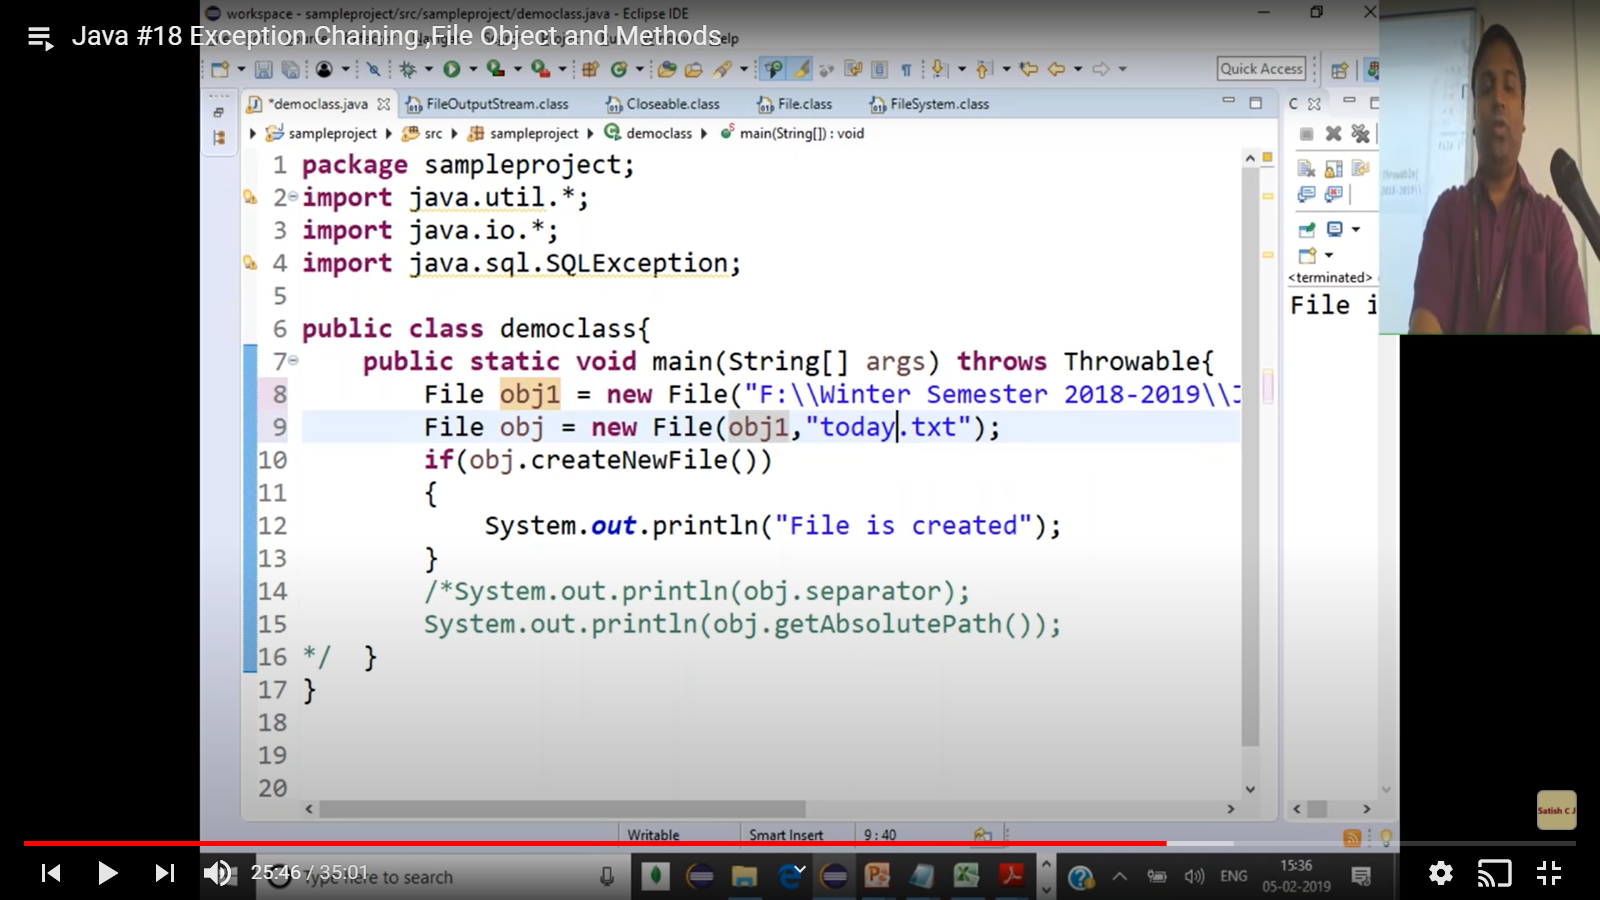 workspace - sampleproject/src/sampleproject/democlass.java - Eclipse IDE
Java #18 Exception Chaining.,File Object and Methods
Quick Access
*democlass.java FileOutputStream.class Closeable.class File.class FileSystem.class C
sampleproject src sampleproject democlass main(String[]) : void
1 package sampleproject;
2 import java.util.*;
3 import java.io.*;
4 import java.sql.SQLException;
5
6 public class democlass{
7 public static void main(String[] args) throws Throwable{
8 File obj1 = new File("F:\\Winter Semester 2018-2019\\J
9 File obj = new File(obj1,"today.txt");
10 if(obj.createNewFile())
11 {
12 System.out.println("File is created");
13 }
14 /*System.out.println(obj.separator);
15 System.out.println(obj.getAbsolutePath());
16 */ }
17 }
18
19
20
<terminated>
File i
Satish C J
Writable Smart Insert 9 : 40
25:46 / 35:01
here to search
ENG
15:36
05-02-2019